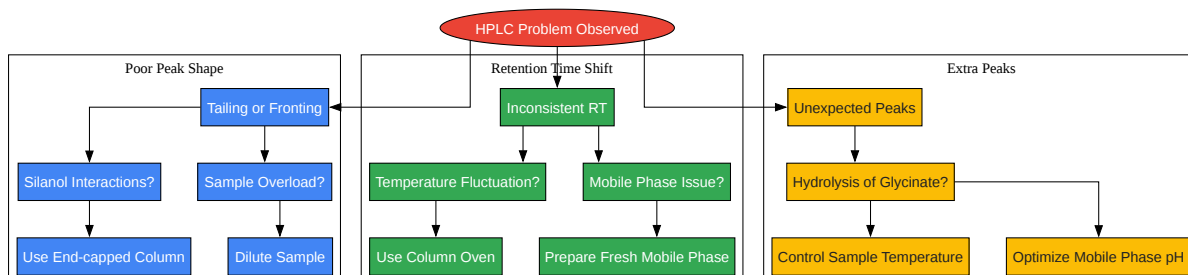 HPLC Problem Observed
Poor Peak Shape
Retention Time Shift
Extra Peaks
Tailing or Fronting
Inconsistent RT
Unexpected Peaks
Silanol Interactions?
Sample Overload?
Temperature Fluctuation?
Mobile Phase Issue?
Hydrolysis of Glycinate?
Use End-capped Column
Dilute Sample
Use Column Oven
Prepare Fresh Mobile Phase
Control Sample Temperature
Optimize Mobile Phase pH